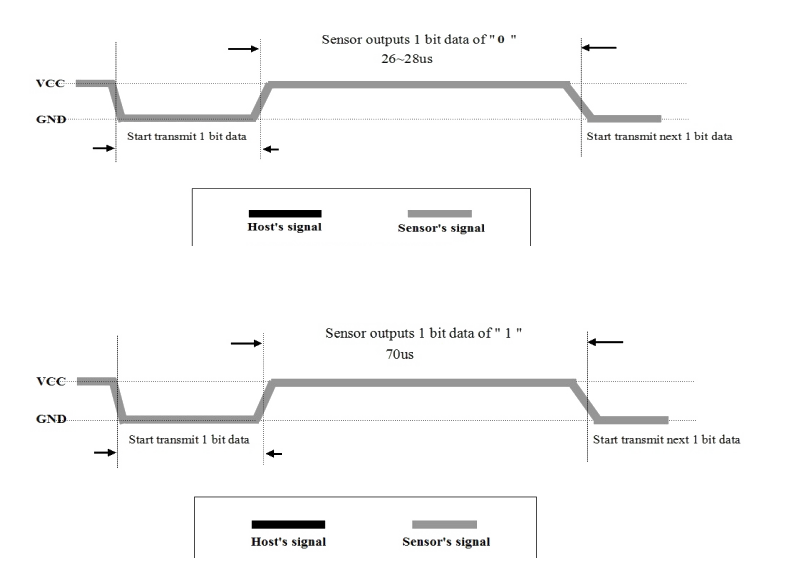 Sensor outputs 1 bit data of " 0 "
26~28us
VCC
GND
Start transmit 1 bit data
Start transmit next 1 bit data
Host's signal
Sensor's signal
Sensor outputs 1 bit data of " 1 "
70us
VCC
GND
Start transmit 1 bit data
Start transmit next 1 bit data
Host's signal
Sensor's signal